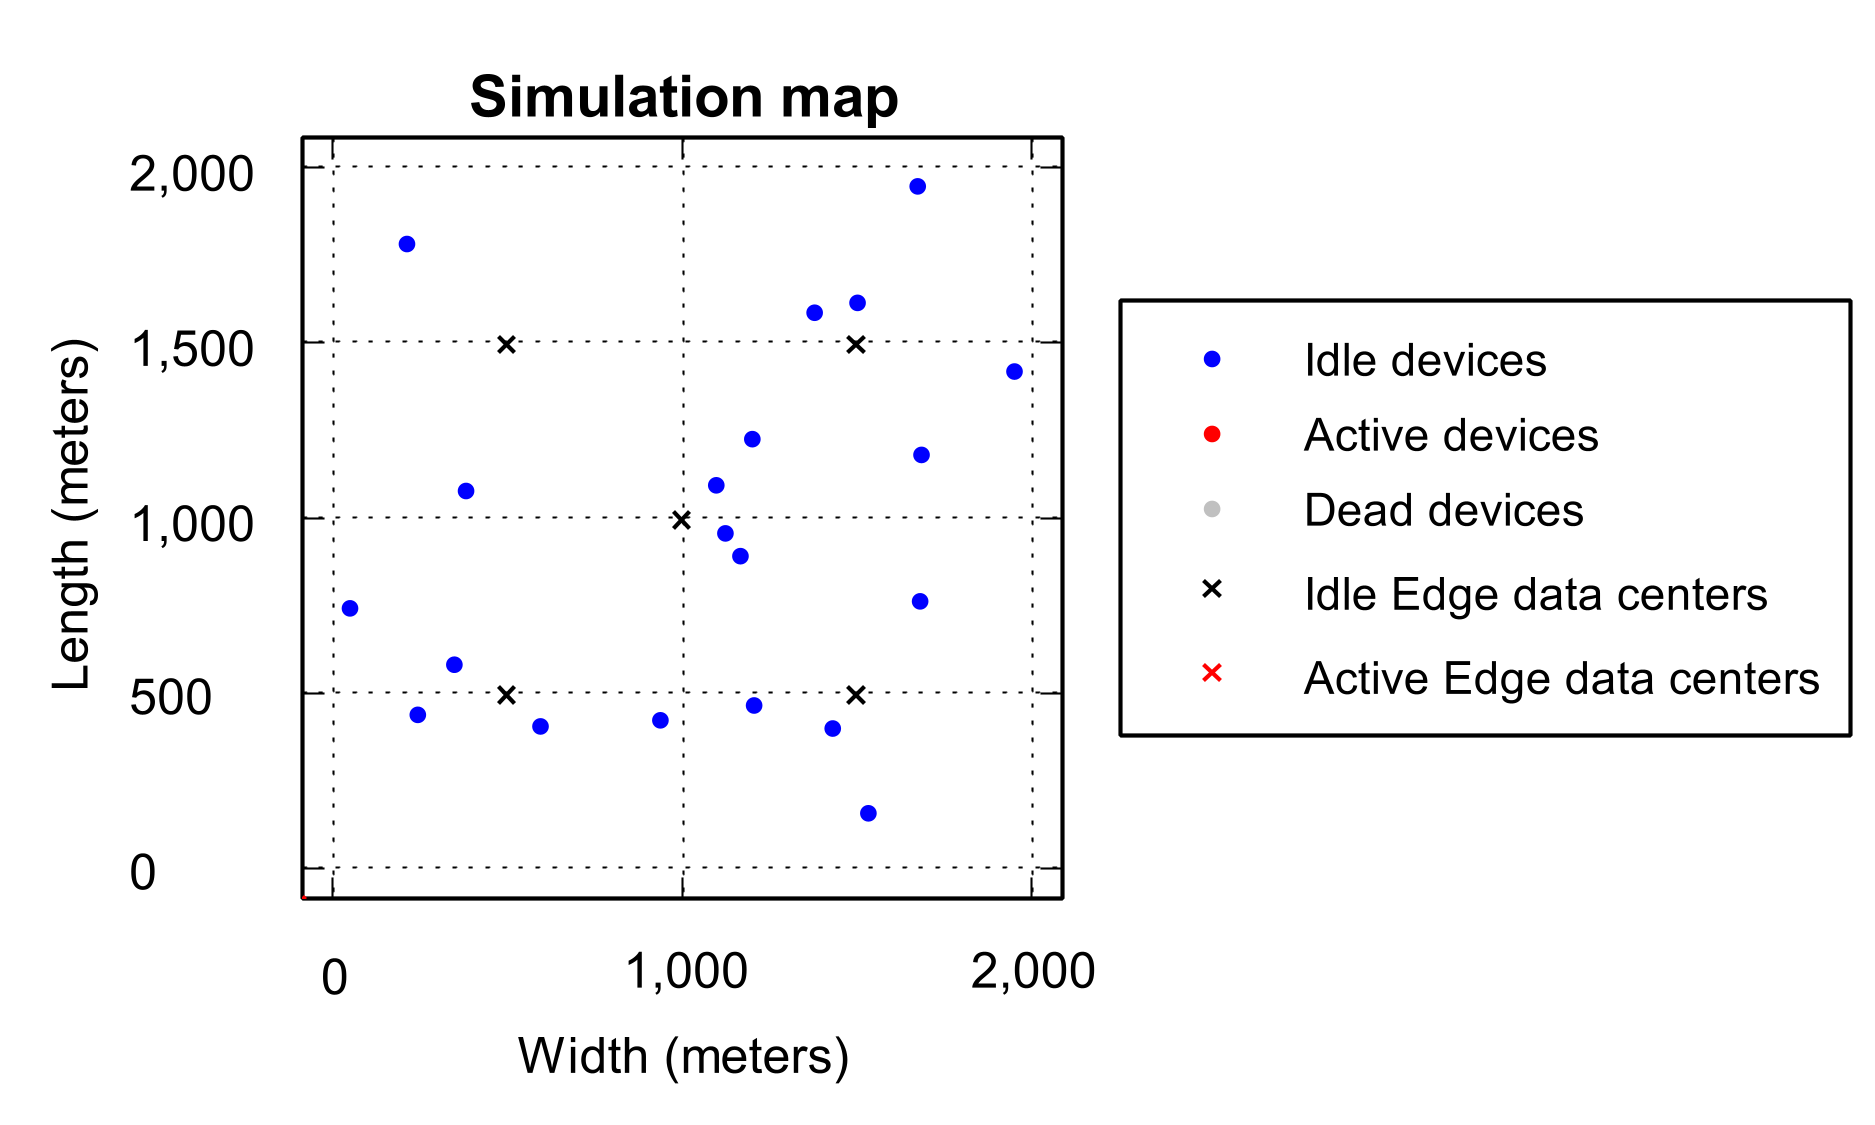 Simulation map
2,000
1,500
1,000
500
0
Length (meters)
0
1,000
2,000
Width (meters)
Idle devices
Active devices
Dead devices
Idle Edge data centers
Active Edge data centers